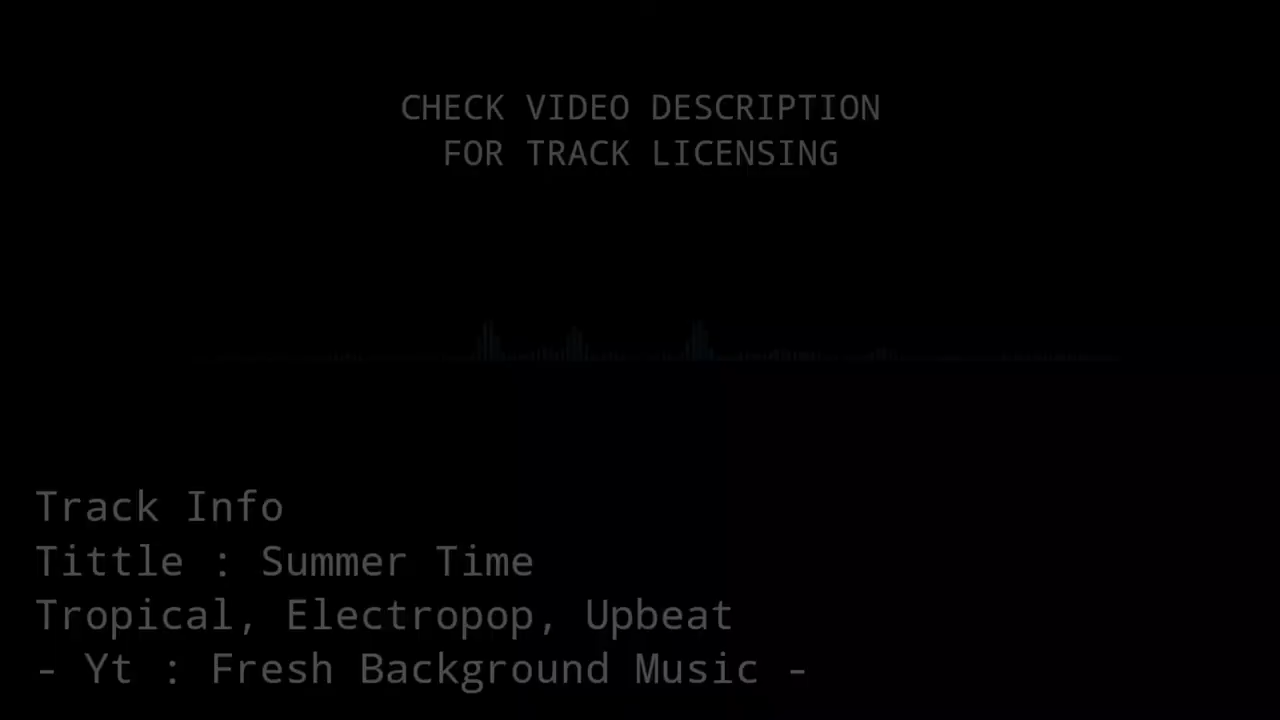 CHECK VIDEO DESCRIPTION
FOR TRACK LICENSING
Track Info
Tittle : Summer Time
Tropical, Electropop, Upbeat
- Yt : Fresh Background Music -